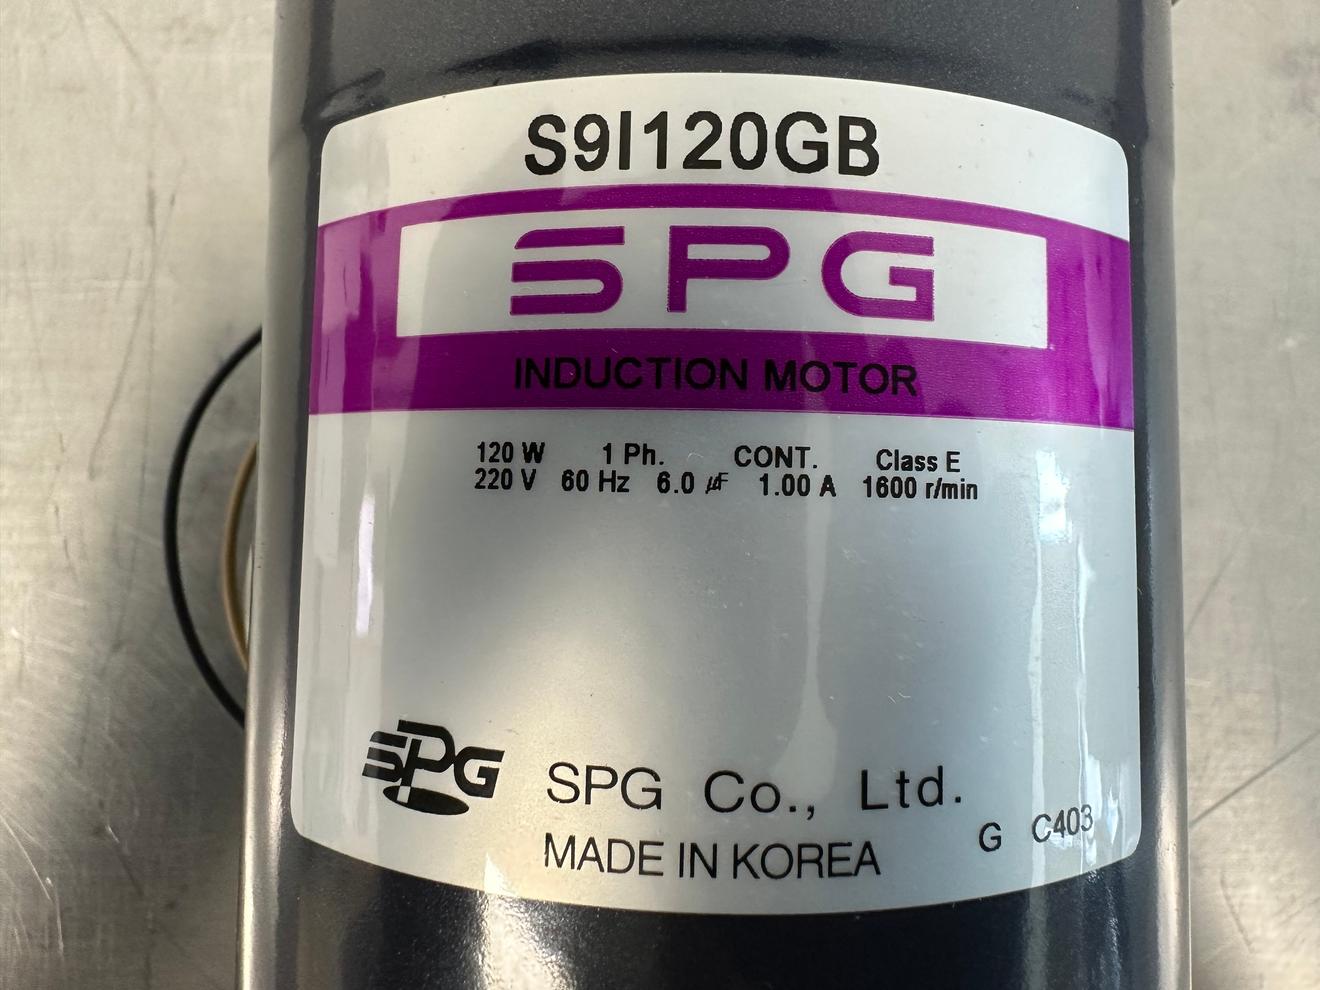 S9I120GB
SPG
INDUCTION MOTOR
120 W 1 Ph. CONT. Class E
220 V 60 Hz 6.0 µF 1.00 A 1600 r/min
SPG SPG Co., Ltd.
MADE IN KOREA G C403